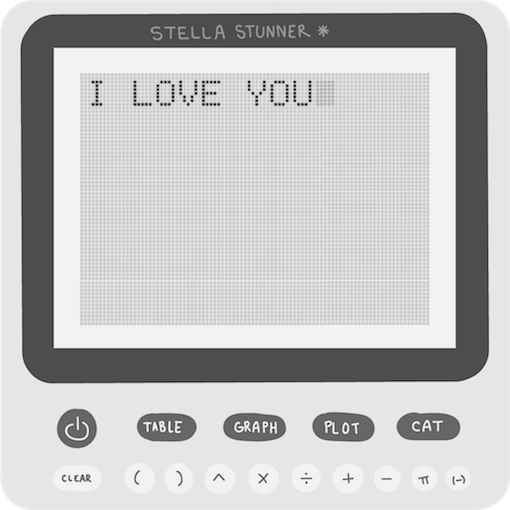 STELLA STUNNER *
I LOVE YOU
TABLE GRAPH PLOT CAT
CLEAR ( ) ^ × ÷ + − π (-)